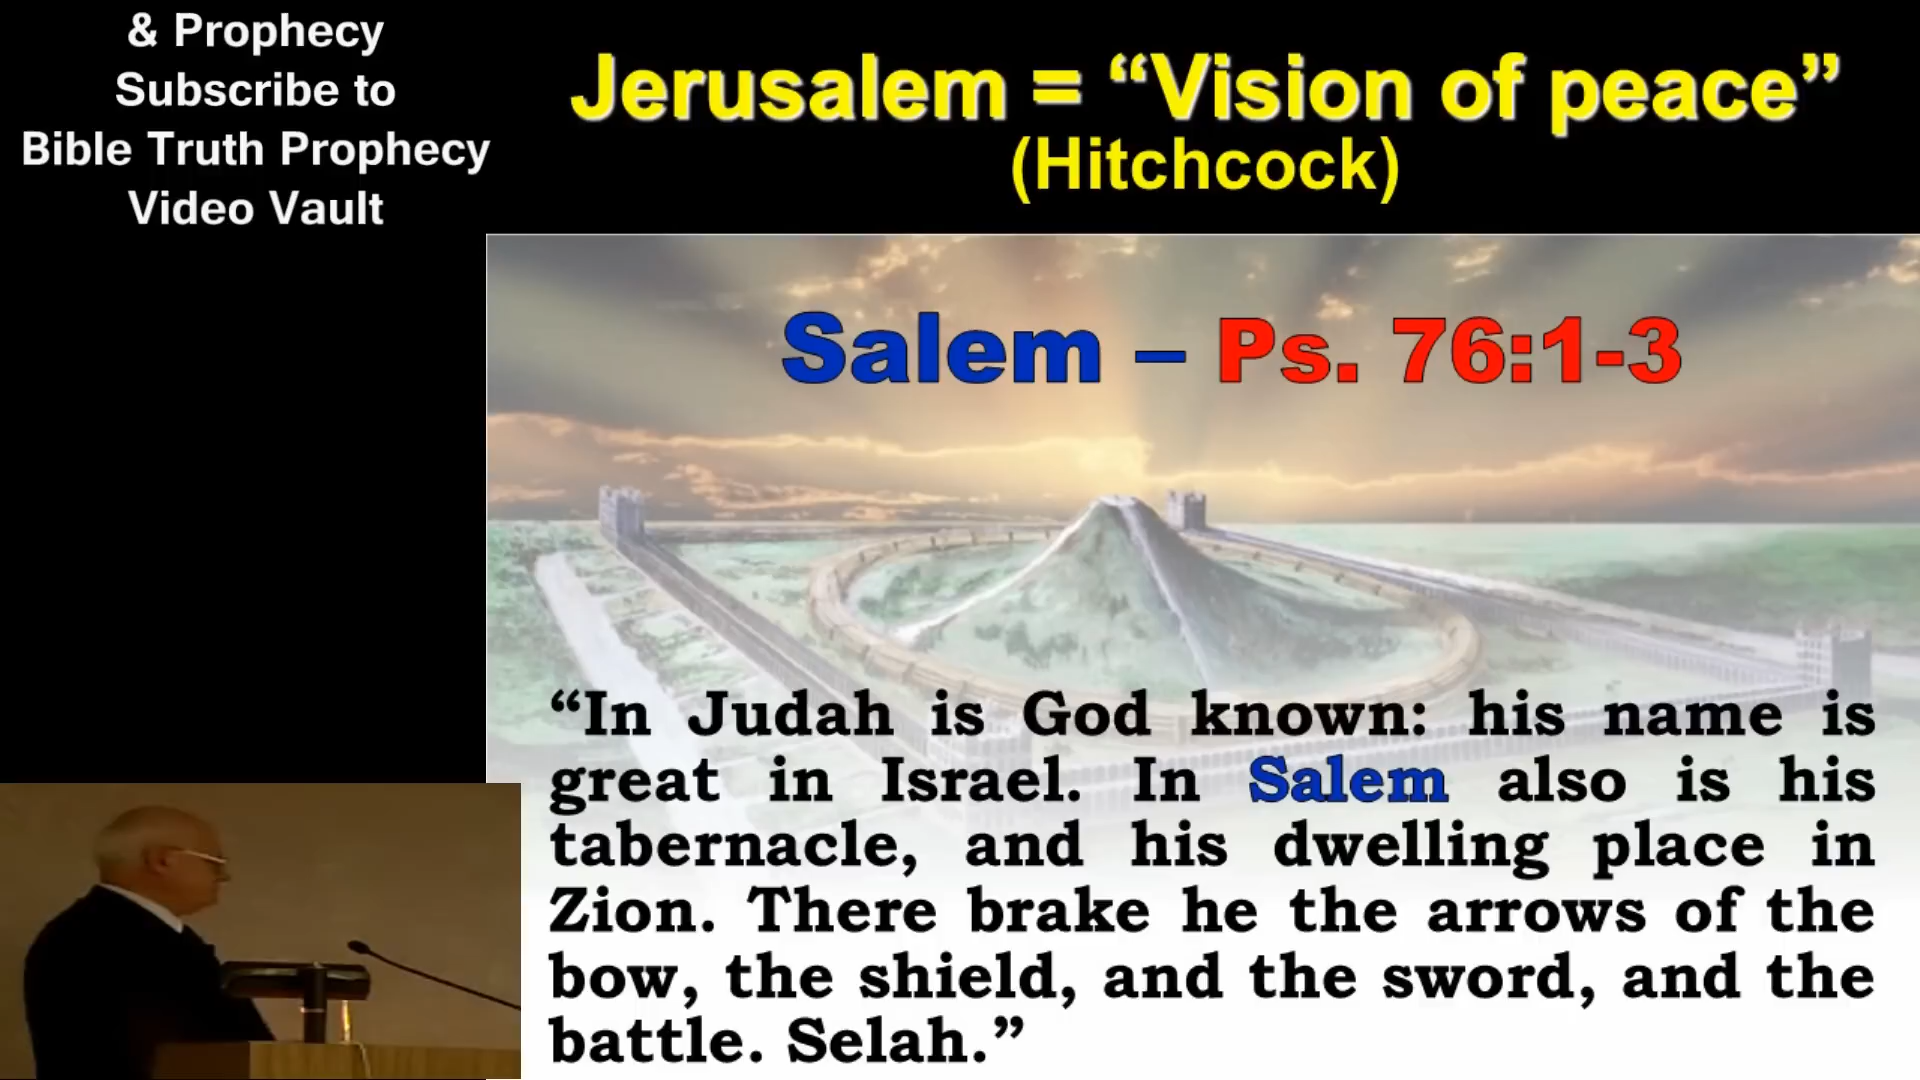 & Prophecy
Subscribe to
Bible Truth Prophecy
Video Vault
Jerusalem = “Vision of peace”
(Hitchcock)
Salem – Ps. 76:1-3
“In Judah is God known: his name is
great in Israel. In Salem also is his
tabernacle, and his dwelling place in
Zion. There brake he the arrows of the
bow, the shield, and the sword, and the
battle. Selah.”